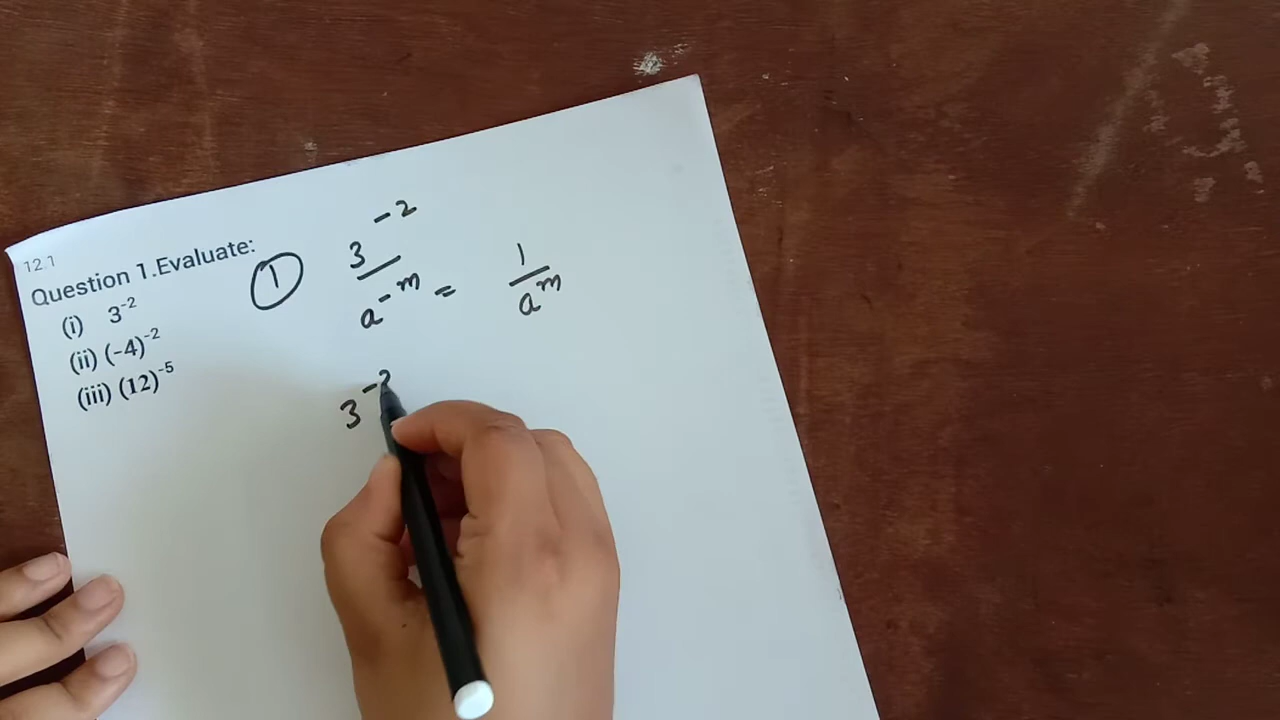 12.1
Question 1.Evaluate:
(i) 3⁻²
(ii) (-4)⁻²
(iii) (12)⁻⁵
① 3⁻²
a⁻ᵐ = 1/aᵐ
3⁻²